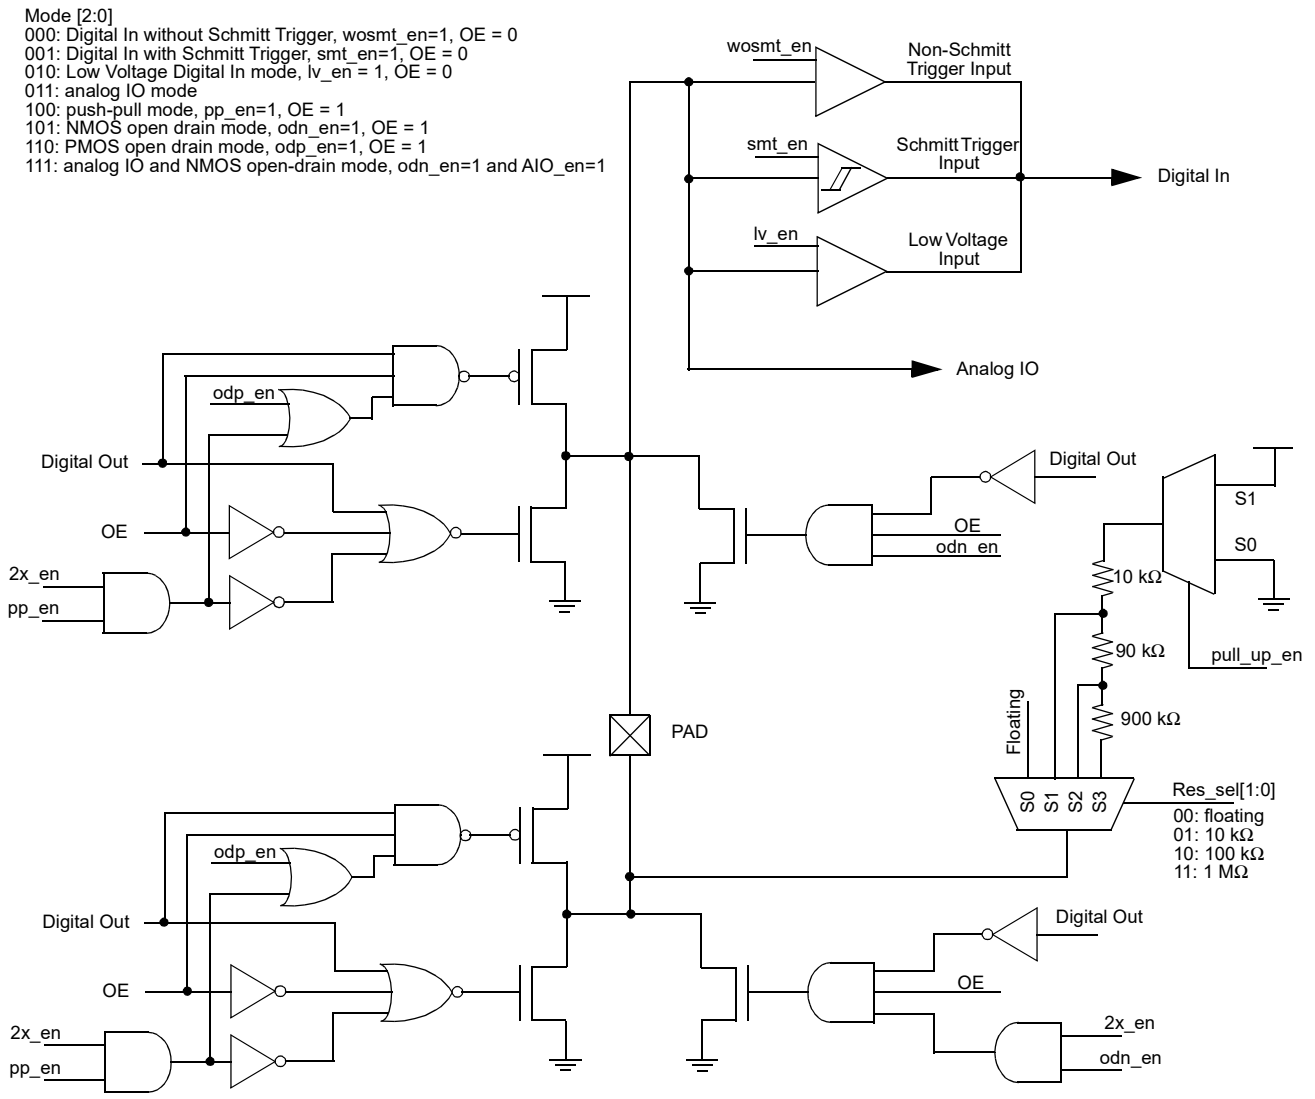 Mode [2:0]
000: Digital In without Schmitt Trigger, wosmt_en=1, OE = 0
001: Digital In with Schmitt Trigger, smt_en=1, OE = 0
010: Low Voltage Digital In mode, lv_en = 1, OE = 0
011: analog IO mode
100: push-pull mode, pp_en=1, OE = 1
101: NMOS open drain mode, odn_en=1, OE = 1
110: PMOS open drain mode, odp_en=1, OE = 1
111: analog IO and NMOS open-drain mode, odn_en=1 and AIO_en=1
wosmt_en
Non-Schmitt
Trigger Input
smt_en
Schmitt Trigger
Input
Digital In
lv_en
Low Voltage
Input
Analog IO
odp_en
Digital Out
OE
2x_en
pp_en
Digital Out
OE
odn_en
S1
S0
10 kΩ
90 kΩ
pull_up_en
900 kΩ
Floating
PAD
S0
S1
S2
S3
Res_sel[1:0]
00: floating
01: 10 kΩ
10: 100 kΩ
11: 1 MΩ
odp_en
Digital Out
OE
2x_en
pp_en
Digital Out
OE
2x_en
odn_en